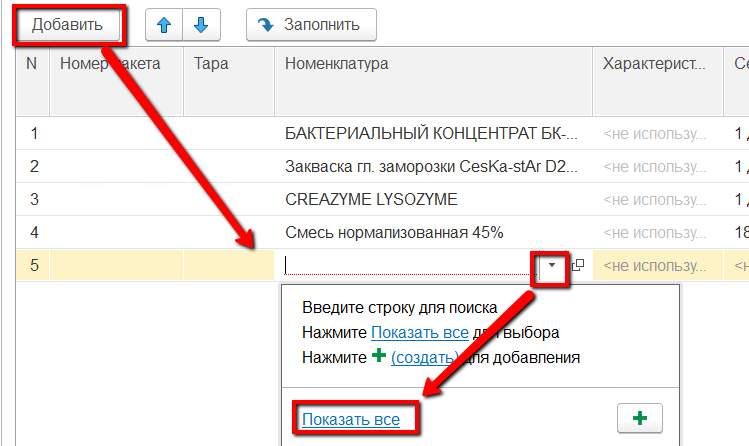 Добавить Заполнить
N Номер пакета Тара Номенклатура Характерист... Се
1 БАКТЕРИАЛЬНЫЙ КОНЦЕНТРАТ БК-... <не использу... 1 д
2 Закваска гл. заморозки CesKa-stAr D2... <не использу... 1 д
3 CREAZYME LYSOZYME <не использу... 1 д
4 Смесь нормализованная 45% <не использу... 18
5 <не использу... <н
Введите строку для поиска
Нажмите Показать все для выбора
Нажмите + (создать) для добавления
Показать все +